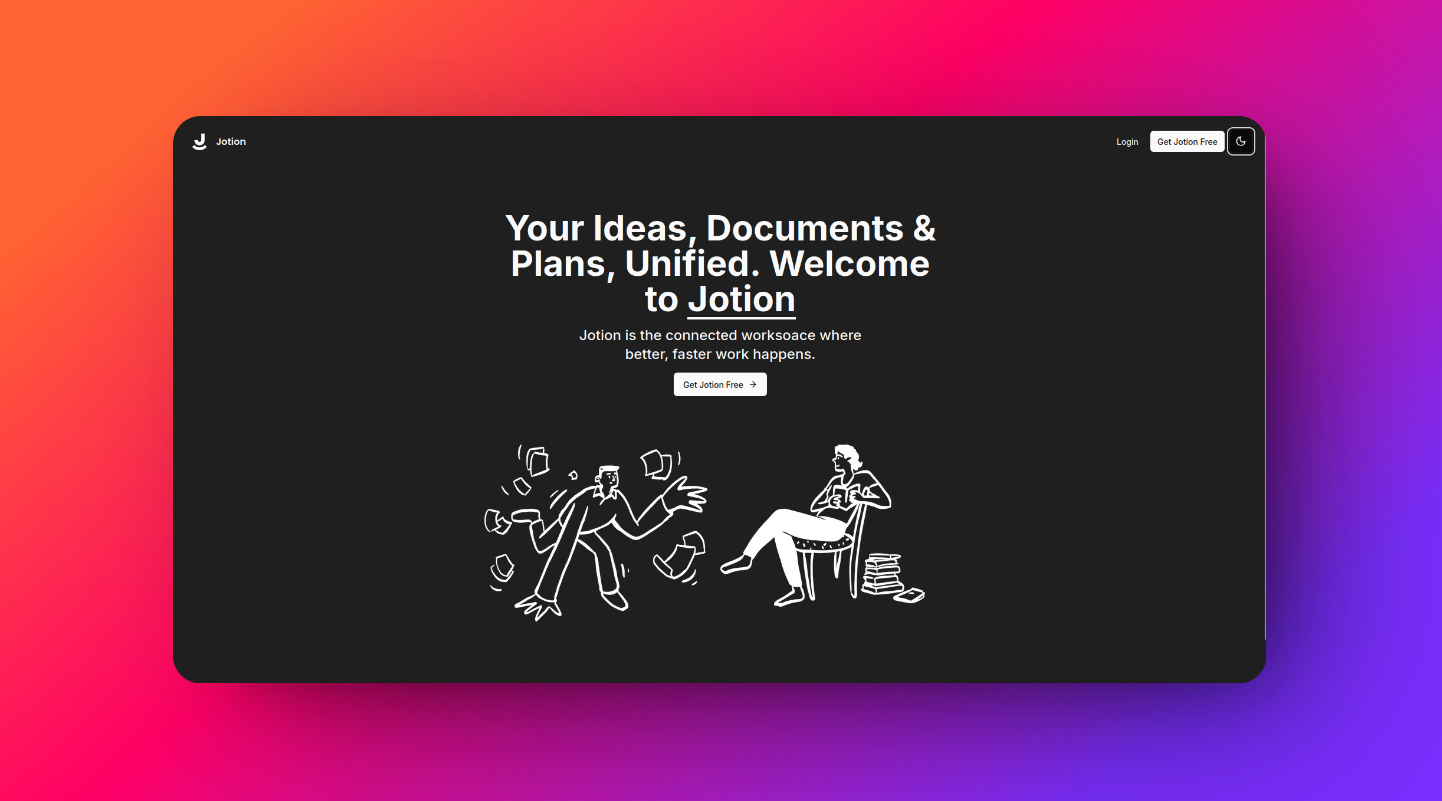 Jotion
Login
Get Jotion Free
Your Ideas, Documents &
Plans, Unified. Welcome
to Jotion
Jotion is the connected worksoace where
better, faster work happens.
Get Jotion Free